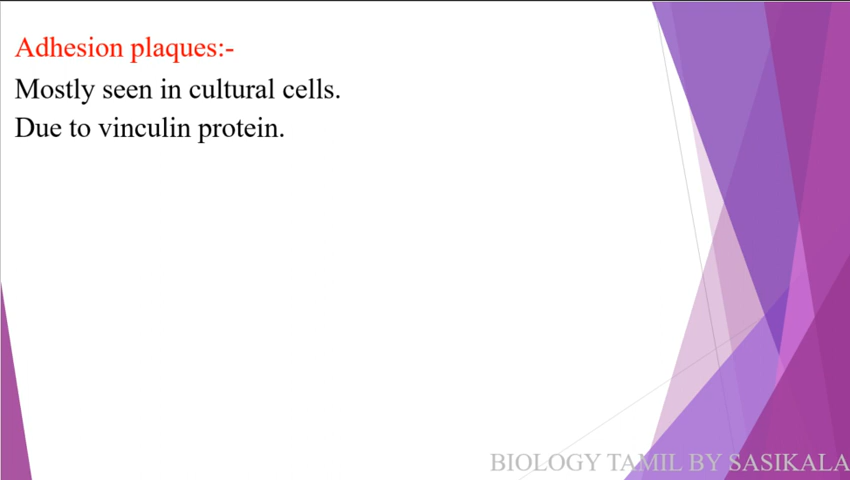 Adhesion plaques:-
Mostly seen in cultural cells.
Due to vinculin protein.
BIOLOGY TAMIL BY SASIKALA